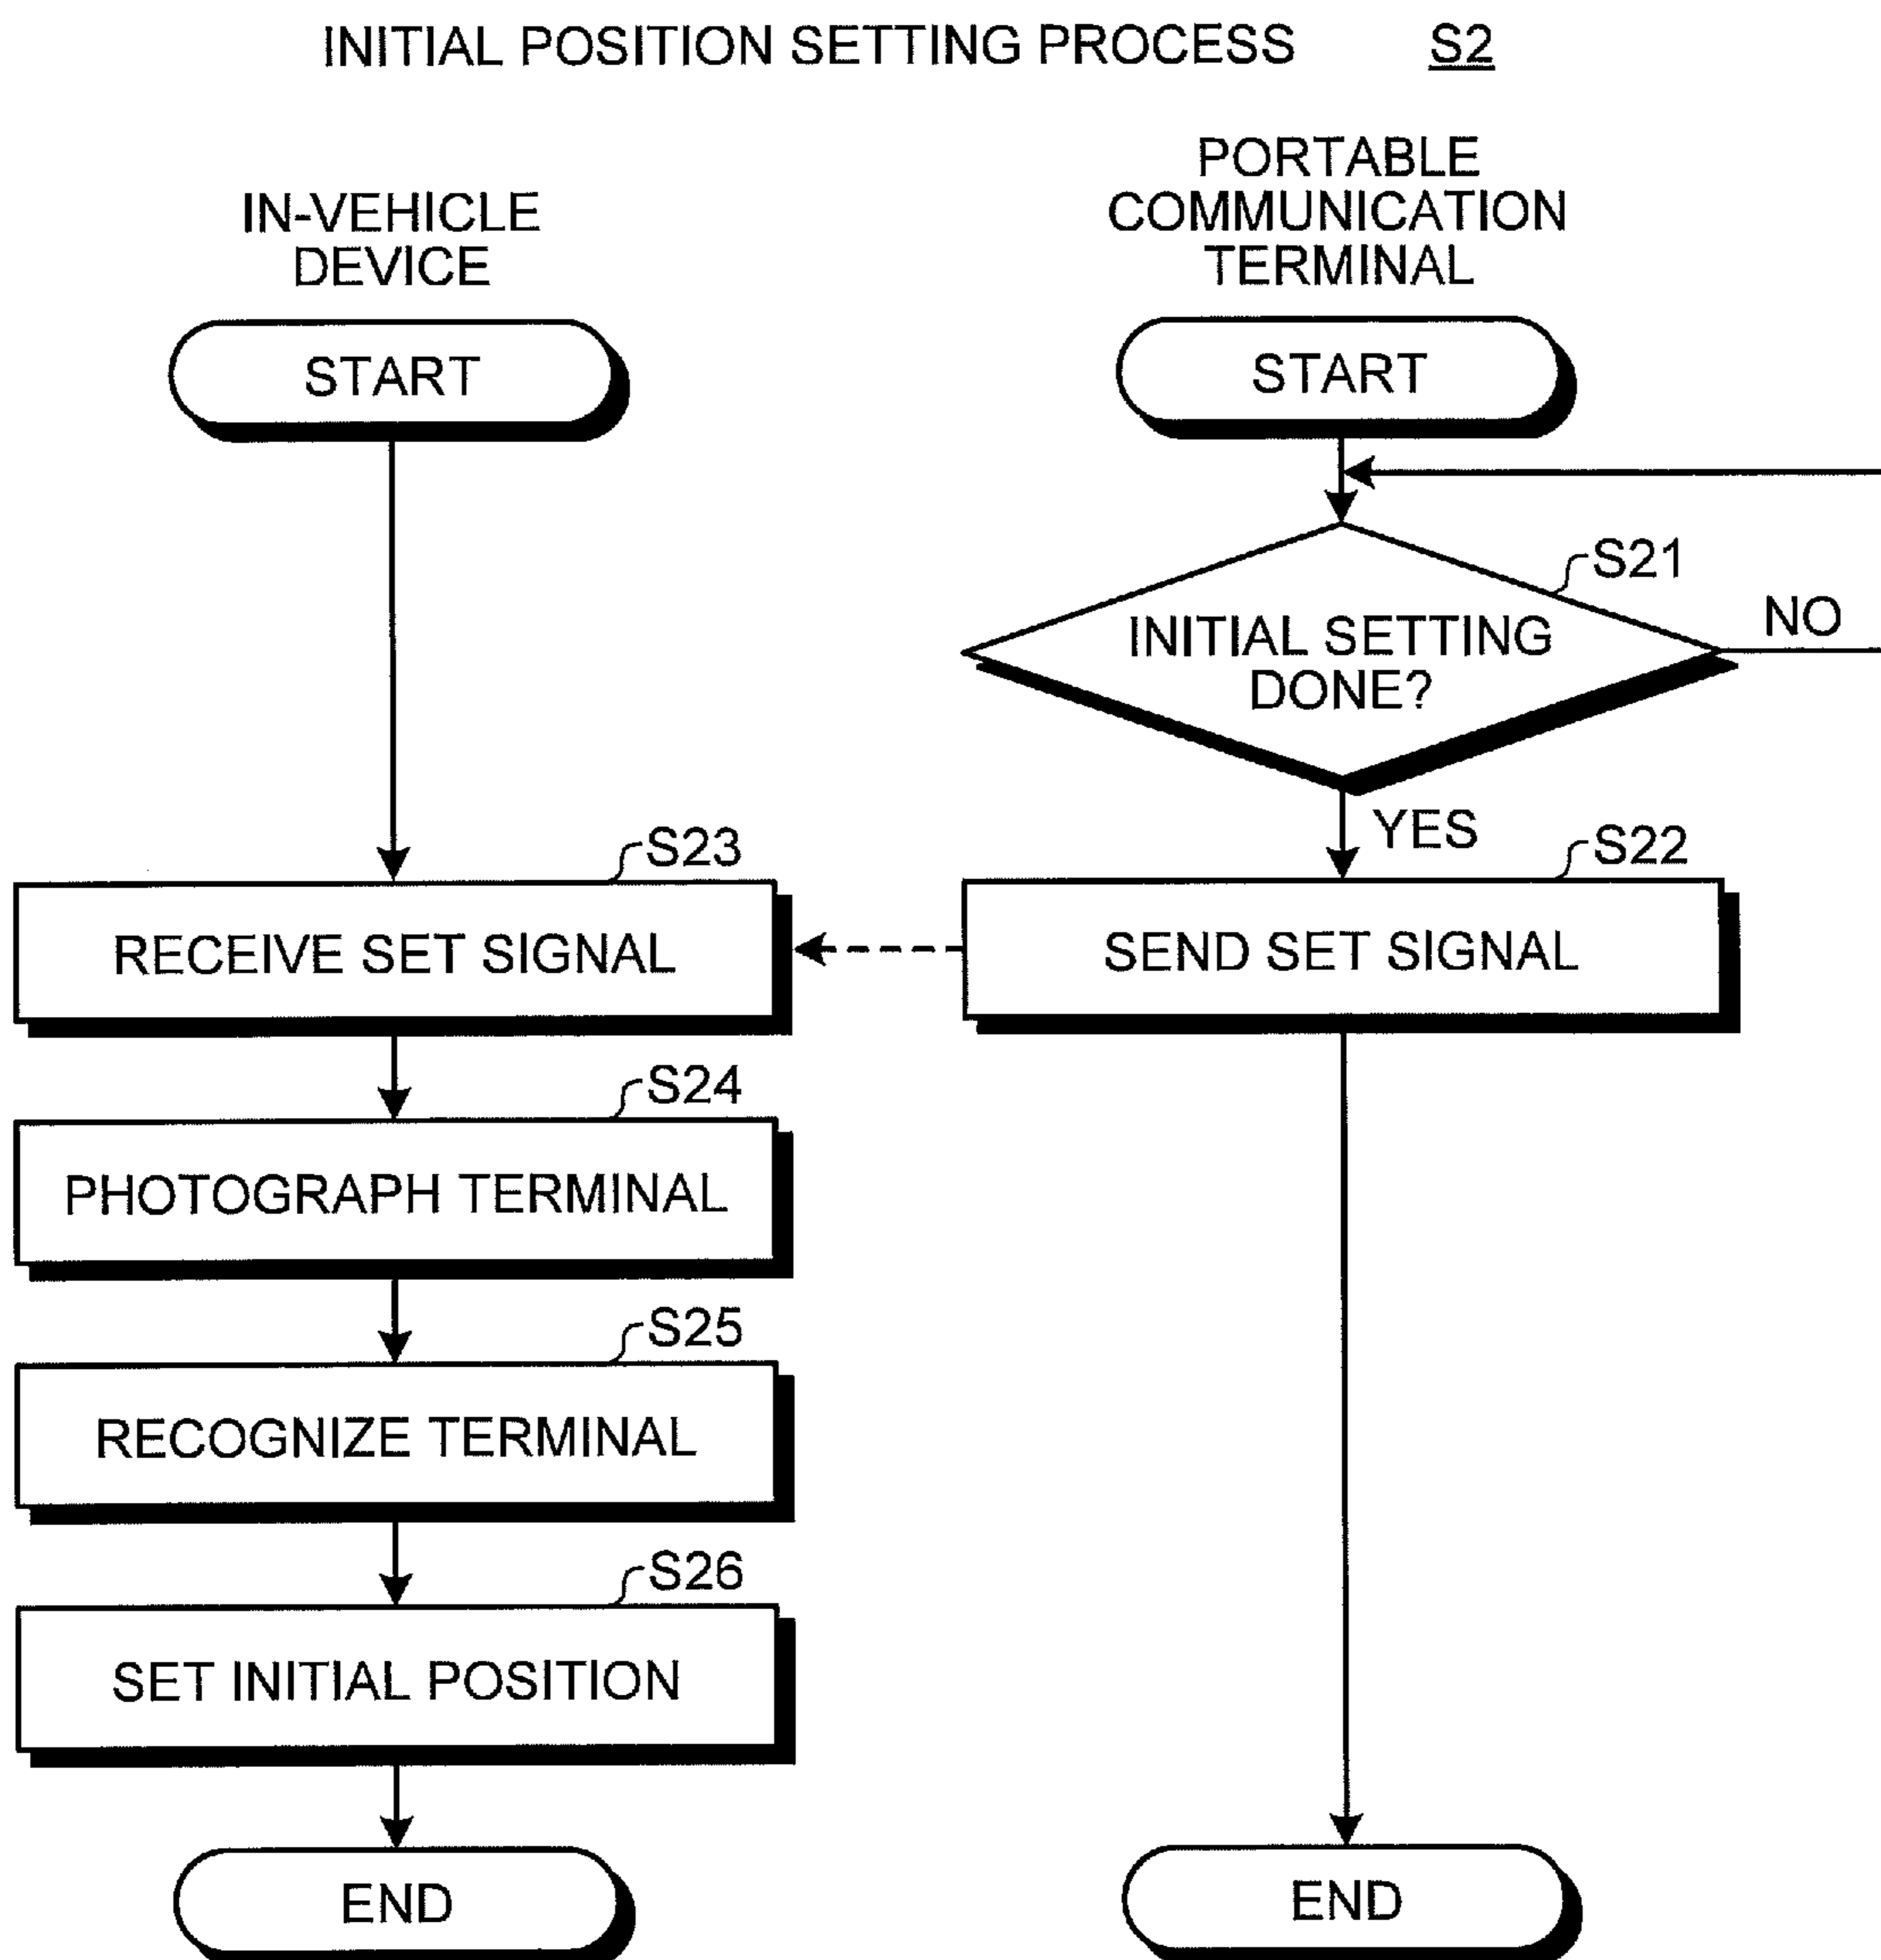 INITIAL POSITION SETTING PROCESS S2
IN-VEHICLE
DEVICE
START
S23
RECEIVE SET SIGNAL
S24
PHOTOGRAPH TERMINAL
S25
RECOGNIZE TERMINAL
S26
SET INITIAL POSITION
END
PORTABLE
COMMUNICATION
TERMINAL
START
S21
INITIAL SETTING
DONE?
NO
YES
S22
SEND SET SIGNAL
END